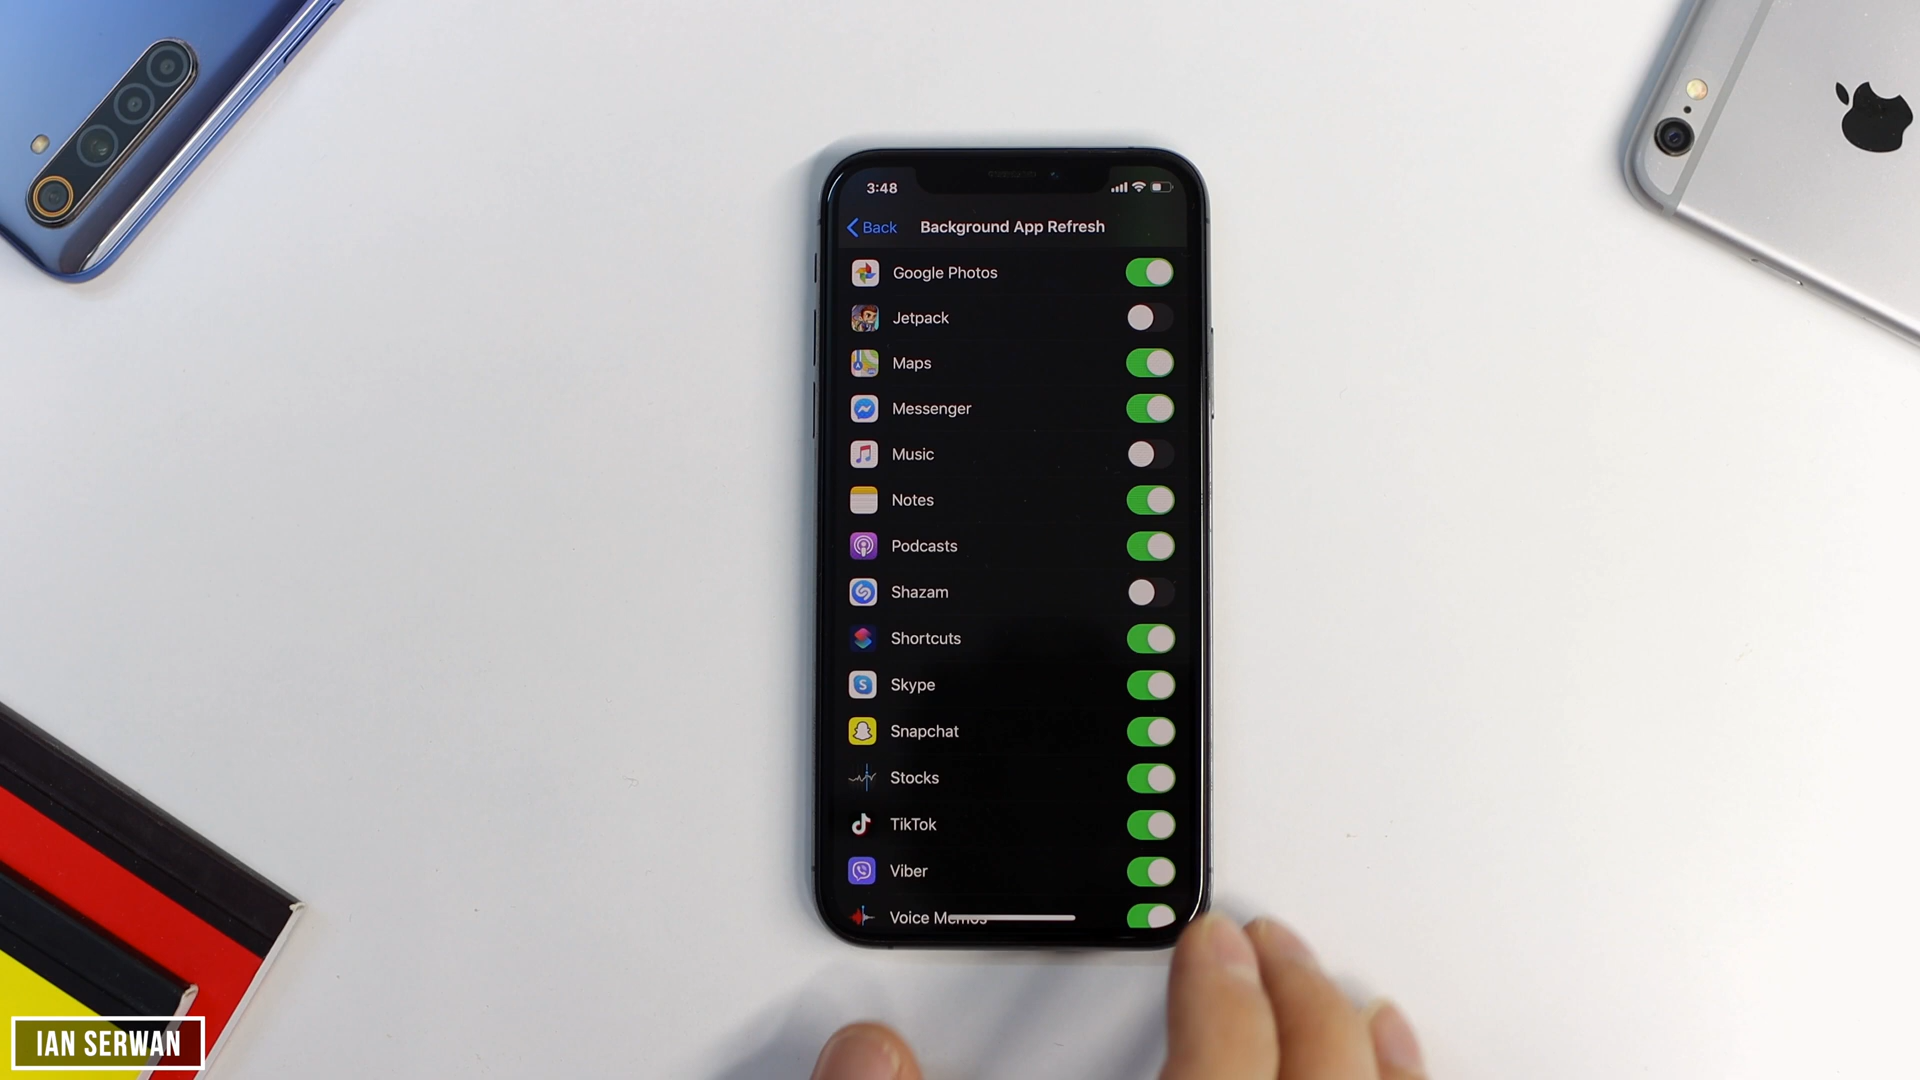 3:48
Back
Background App Refresh
Google Photos
Jetpack
Maps
Messenger
Music
Notes
Podcasts
Shazam
Shortcuts
Skype
Snapchat
Stocks
TikTok
Viber
Voice Memos
IAN SERWAN